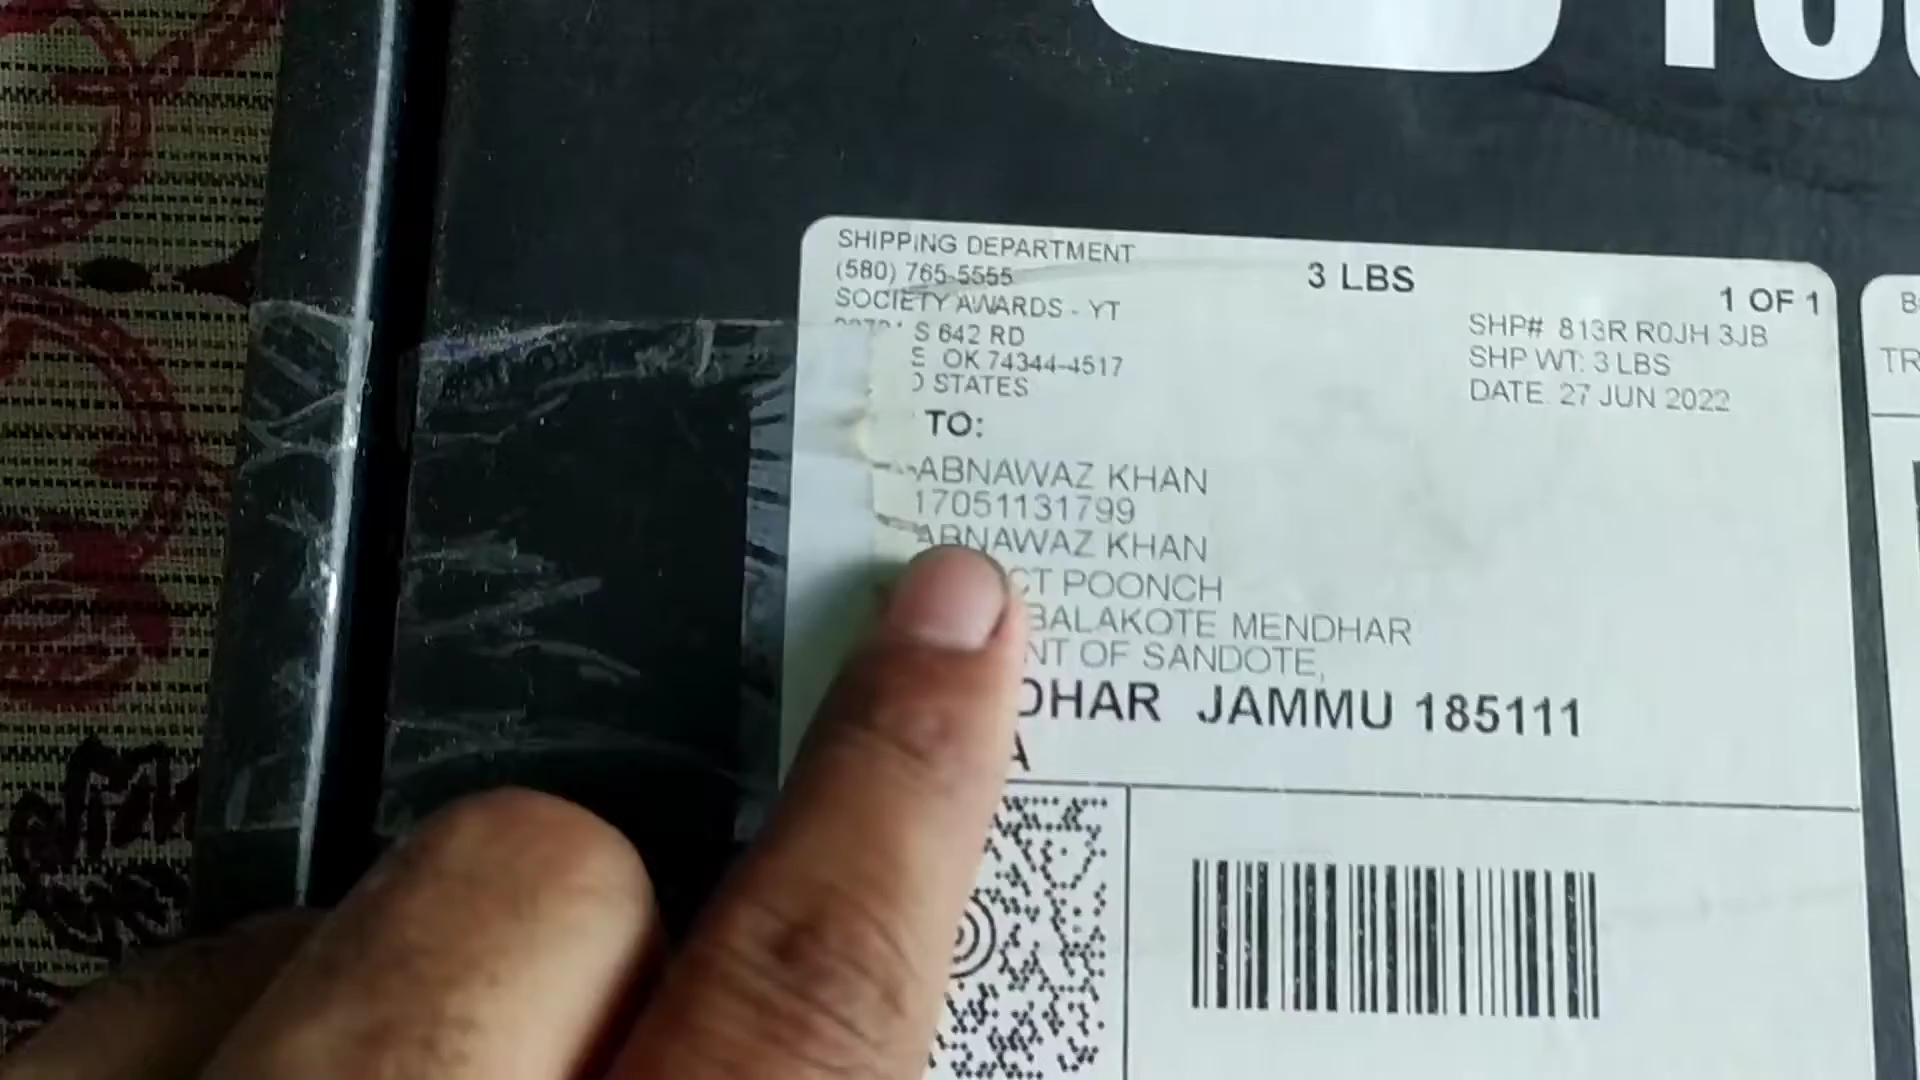 SHIPPING DEPARTMENT
(580) 765-5555
SOCIETY AWARDS - YT
S 642 RD
OK 74344-4517
STATES
3 LBS
1 OF 1
SHP# 813R R0JH 3JB
SHP WT: 3 LBS
DATE. 27 JUN 2022
TO:
ABNAWAZ KHAN
17051131799
ABNAWAZ KHAN
POONCH
BALAKOTE MENDHAR
OF SANDOTE,
JAMMU 185111